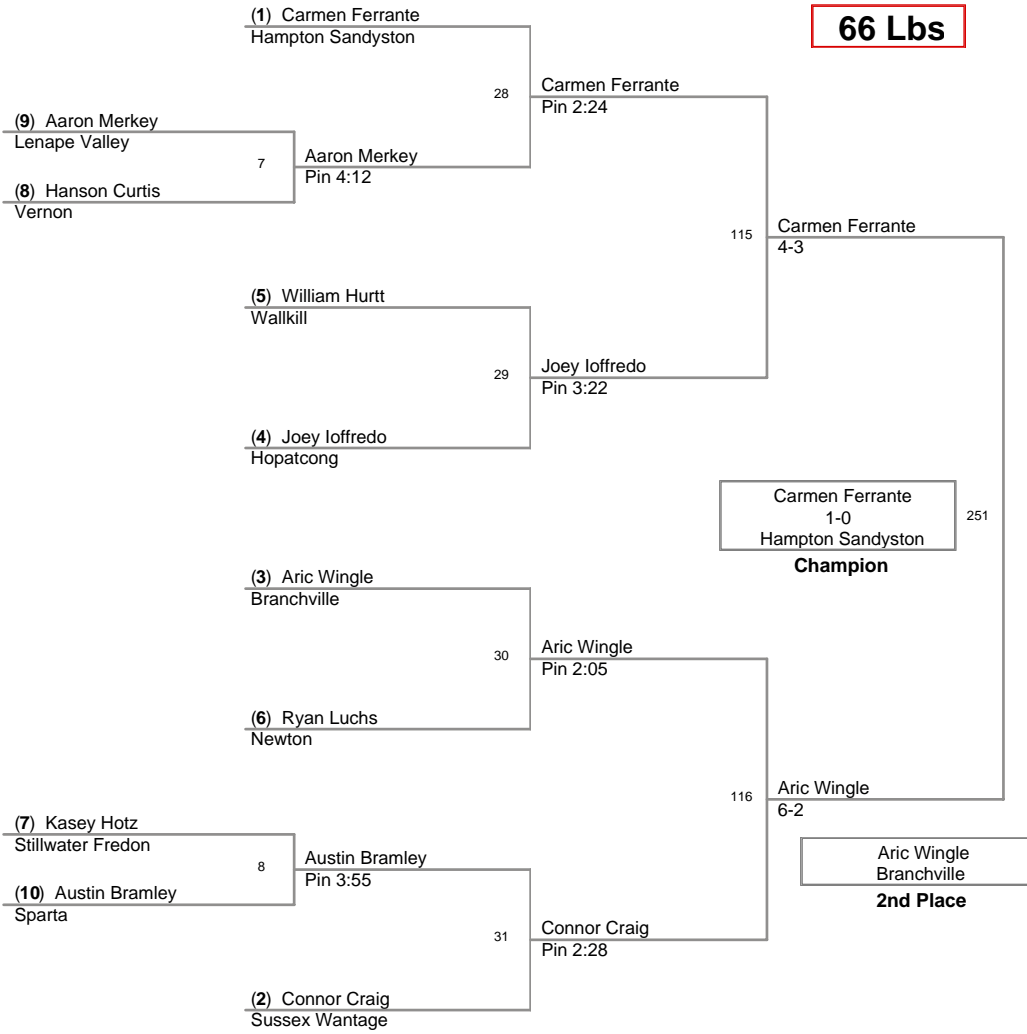 (1) Carmen Ferrante
Hampton Sandyston
66 Lbs
28
Carmen Ferrante
Pin 2:24
(9) Aaron Merkey
Lenape Valley
7
Aaron Merkey
Pin 4:12
(8) Hanson Curtis
Vernon
115
Carmen Ferrante
4-3
(5) William Hurtt
Wallkill
29
Joey Ioffredo
Pin 3:22
(4) Joey Ioffredo
Hopatcong
Carmen Ferrante
1-0
Hampton Sandyston
251
Champion
(3) Aric Wingle
Branchville
30
Aric Wingle
Pin 2:05
(6) Ryan Luchs
Newton
116
Aric Wingle
6-2
(7) Kasey Hotz
Stillwater Fredon
8
Austin Bramley
Pin 3:55
(10) Austin Bramley
Sparta
Aric Wingle
Branchville
2nd Place
31
Connor Craig
Pin 2:28
(2) Connor Craig
Sussex Wantage